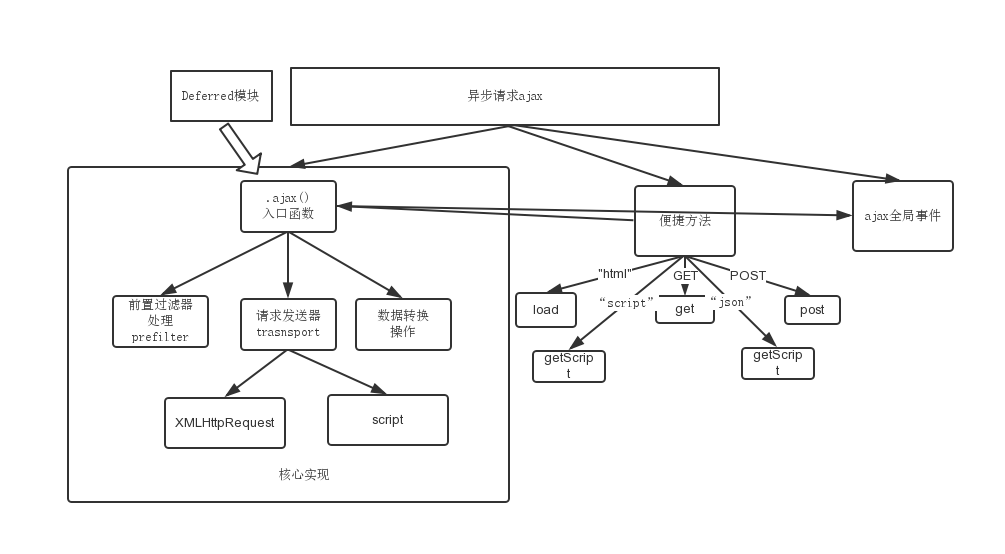 Deferred模块
异步请求ajax
.ajax()
入口函数
便捷方法
ajax全局事件
"html"
GET
POST
“script”
“json”
前置过滤器
处理
prefilter
请求发送器
trasnsport
数据转换
操作
load
get
post
getScrip
t
getScrip
t
XMLHttpRequest
script
核心实现